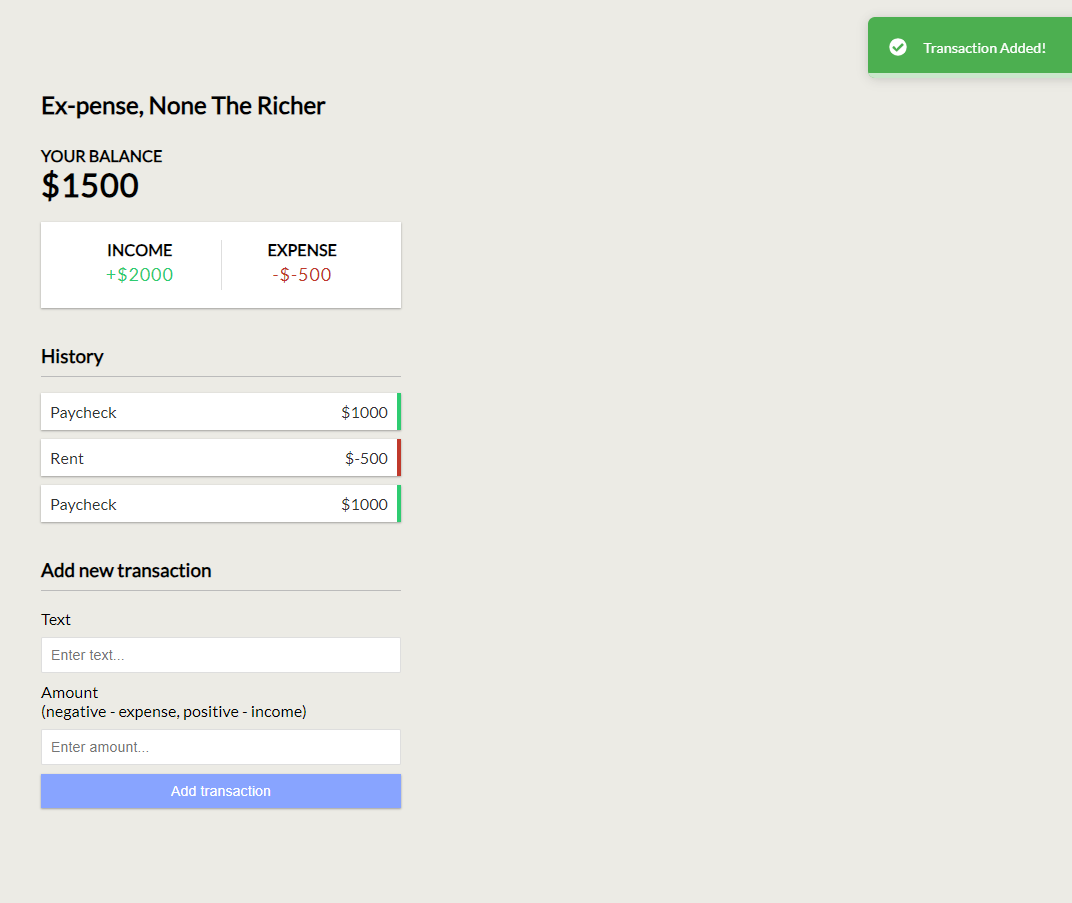 Transaction Added!
Ex-pense, None The Richer
YOUR BALANCE
$1500
INCOME EXPENSE
+$2000 -$-500
History
Paycheck $1000
Rent $-500
Paycheck $1000
Add new transaction
Text
Enter text...
Amount
(negative - expense, positive - income)
Enter amount...
Add transaction